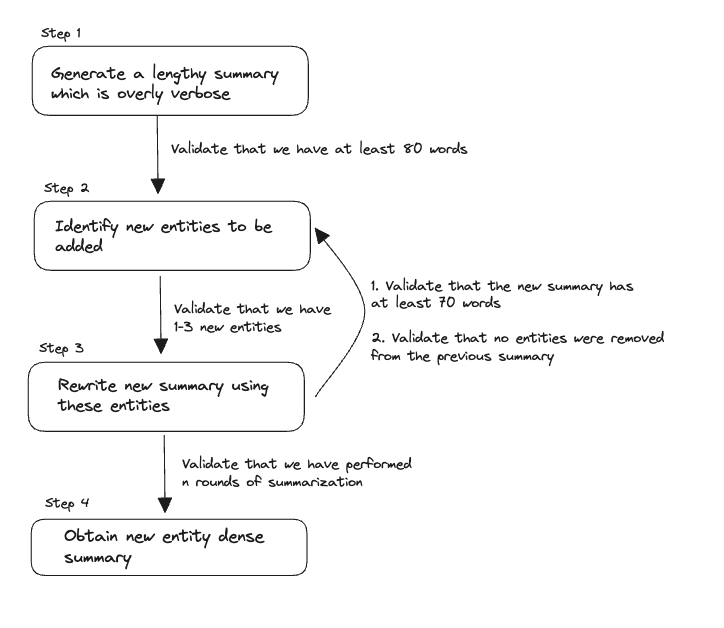 Step 1
Generate a lengthy summary
which is overly verbose
Validate that we have at least 80 words
Step 2
Identify new entities to be
added
Validate that we have
1-3 new entities
1. Validate that the new summary has
at least 70 words
2. Validate that no entities were removed
from the previous summary
Step 3
Rewrite new summary using
these entities
Validate that we have performed
n rounds of summarization
Step 4
Obtain new entity dense
summary